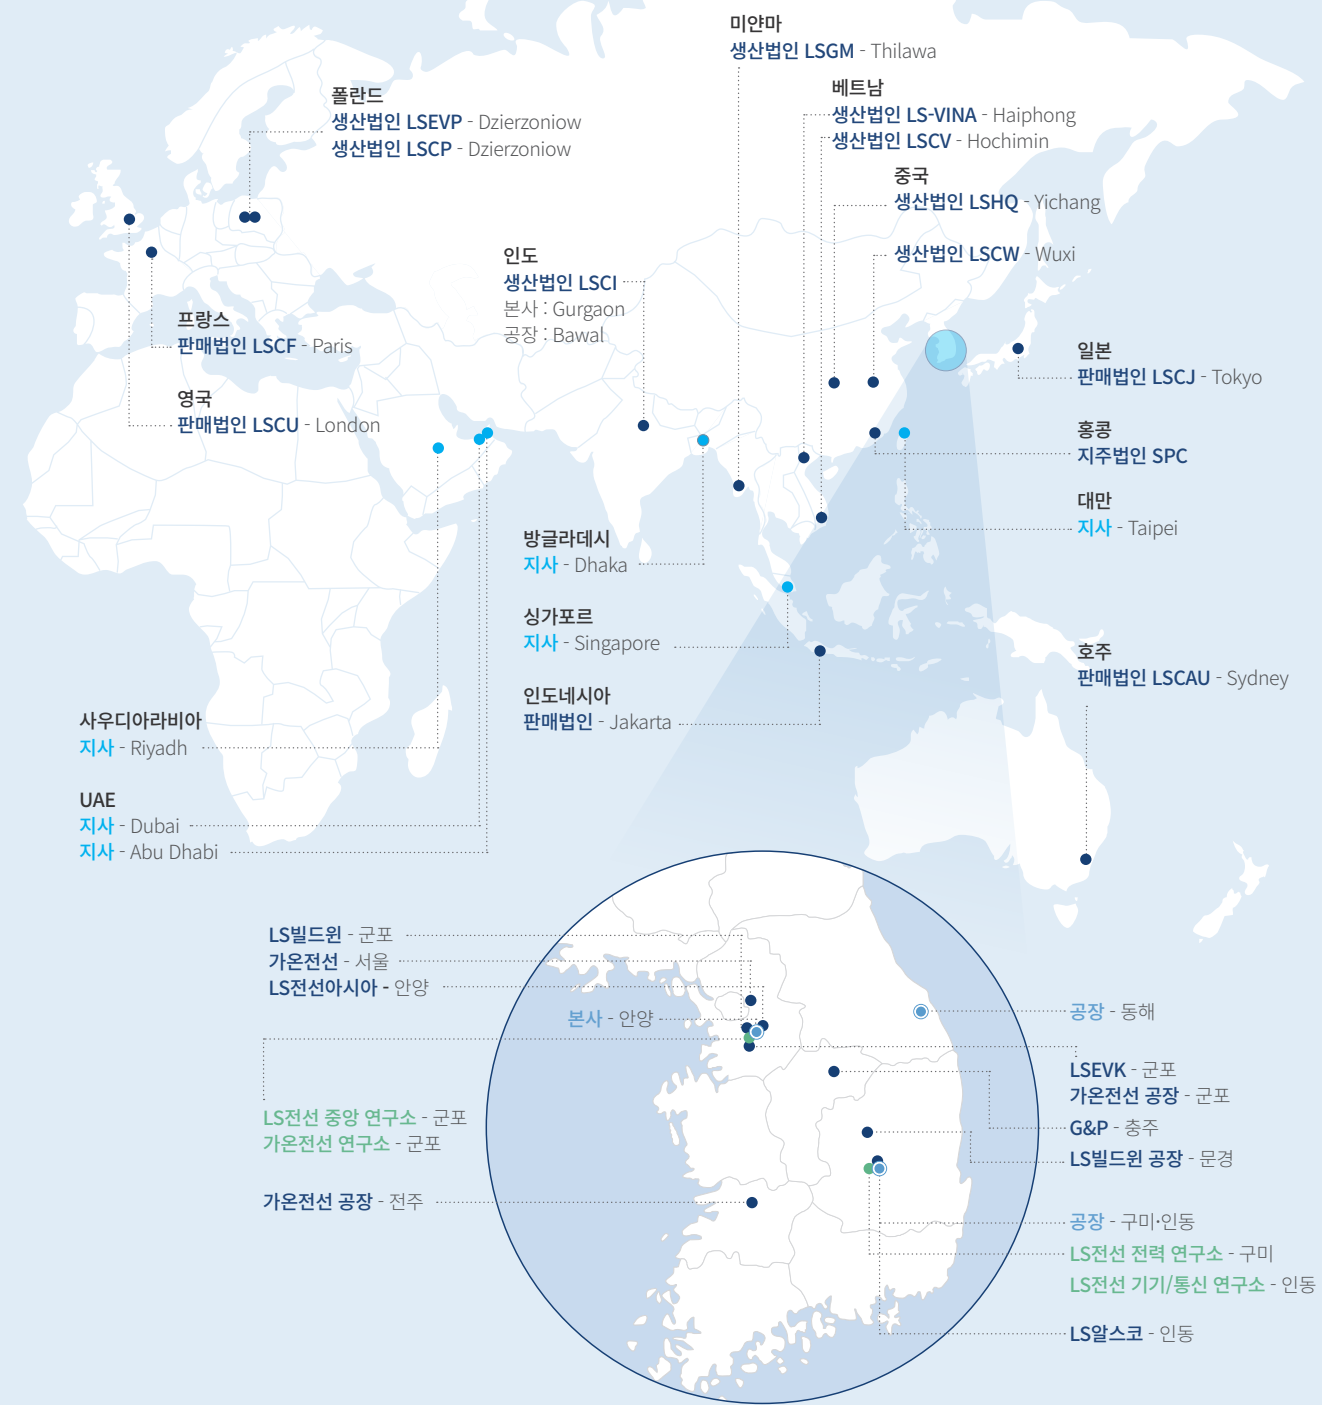 미얀마
생산법인 LSGM - Thilawa
폴란드
생산법인 LSEVP - Dzierzoniow
생산법인 LSCP - Dzierzoniow
베트남
생산법인 LS-VINA - Haiphong
생산법인 LSCV - Hochimin
중국
생산법인 LSHQ - Yichang
생산법인 LSCW - Wuxi
인도
생산법인 LSCI
본사 : Gurgaon
공장 : Bawal
프랑스
판매법인 LSCF - Paris
영국
판매법인 LSCU - London
일본
판매법인 LSCJ - Tokyo
홍콩
지주법인 SPC
대만
지사 - Taipei
방글라데시
지사 - Dhaka
싱가포르
지사 - Singapore
인도네시아
판매법인 - Jakarta
호주
판매법인 LSCAU - Sydney
사우디아라비아
지사 - Riyadh
UAE
지사 - Dubai
지사 - Abu Dhabi
LS빌드윈 - 군포
가온전선 - 서울
LS전선아시아 - 안양
본사 - 안양
공장 - 동해
LSEVK - 군포
가온전선 공장 - 군포
LS전선 중앙 연구소 - 군포
가온전선 연구소 - 군포
G&P - 충주
LS빌드윈 공장 - 문경
가온전선 공장 - 전주
공장 - 구미·인동
LS전선 전력 연구소 - 구미
LS전선 기기/통신 연구소 - 인동
LS알스코 - 인동